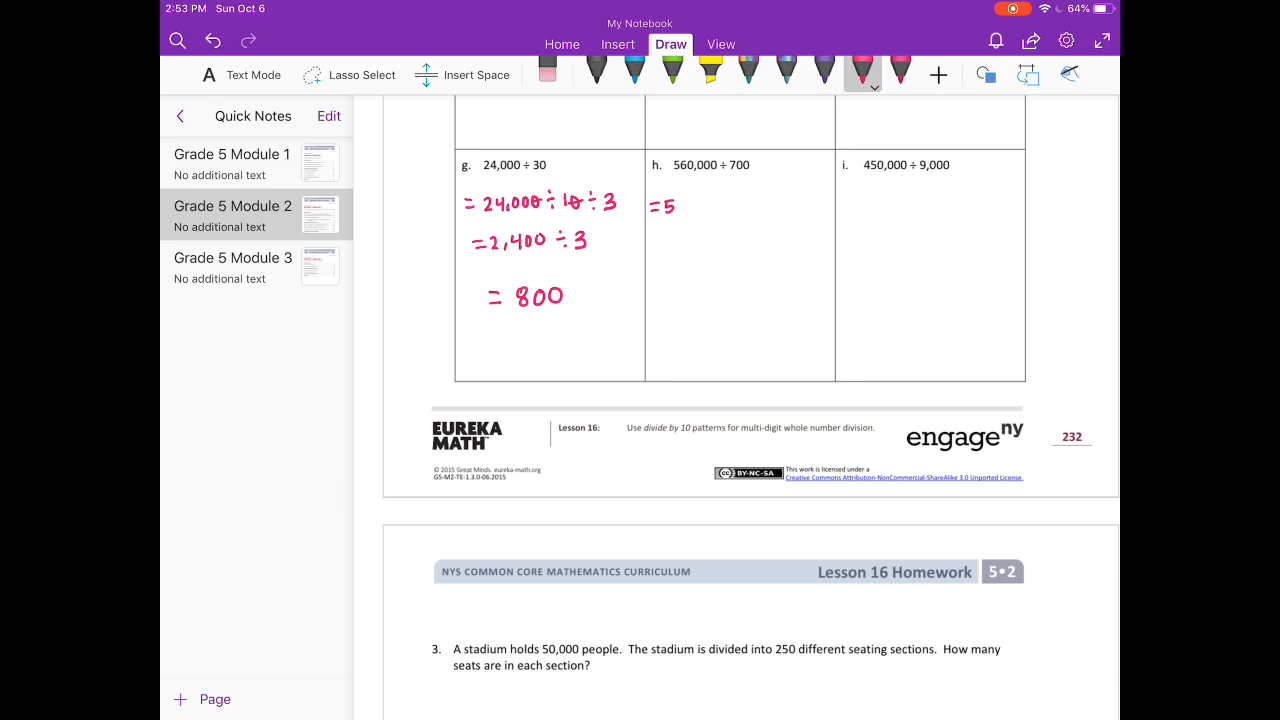 2:53 PM Sun Oct 6
64%
My Notebook
Home Insert Draw View
A Text Mode Lasso Select Insert Space
Quick Notes Edit
Grade 5 Module 1
No additional text
Grade 5 Module 2
No additional text
Grade 5 Module 3
No additional text
Page
g. 24,000 ÷ 30
= 24,000 ÷ 10 ÷ 3
= 2,400 ÷ 3
= 800
h. 560,000 ÷ 700
= 5
i. 450,000 ÷ 9,000
EUREKA
MATH™
Lesson 16: Use divide by 10 patterns for multi-digit whole number division.
engageny
232
© 2015 Great Minds. eureka-math.org
G5-M2-TE-1.3.0-06.2015
cc BY-NC-SA
This work is licensed under a
Creative Commons Attribution-NonCommercial-ShareAlike 3.0 Unported License.
NYS COMMON CORE MATHEMATICS CURRICULUM Lesson 16 Homework 5•2
3. A stadium holds 50,000 people. The stadium is divided into 250 different seating sections. How many
seats are in each section?